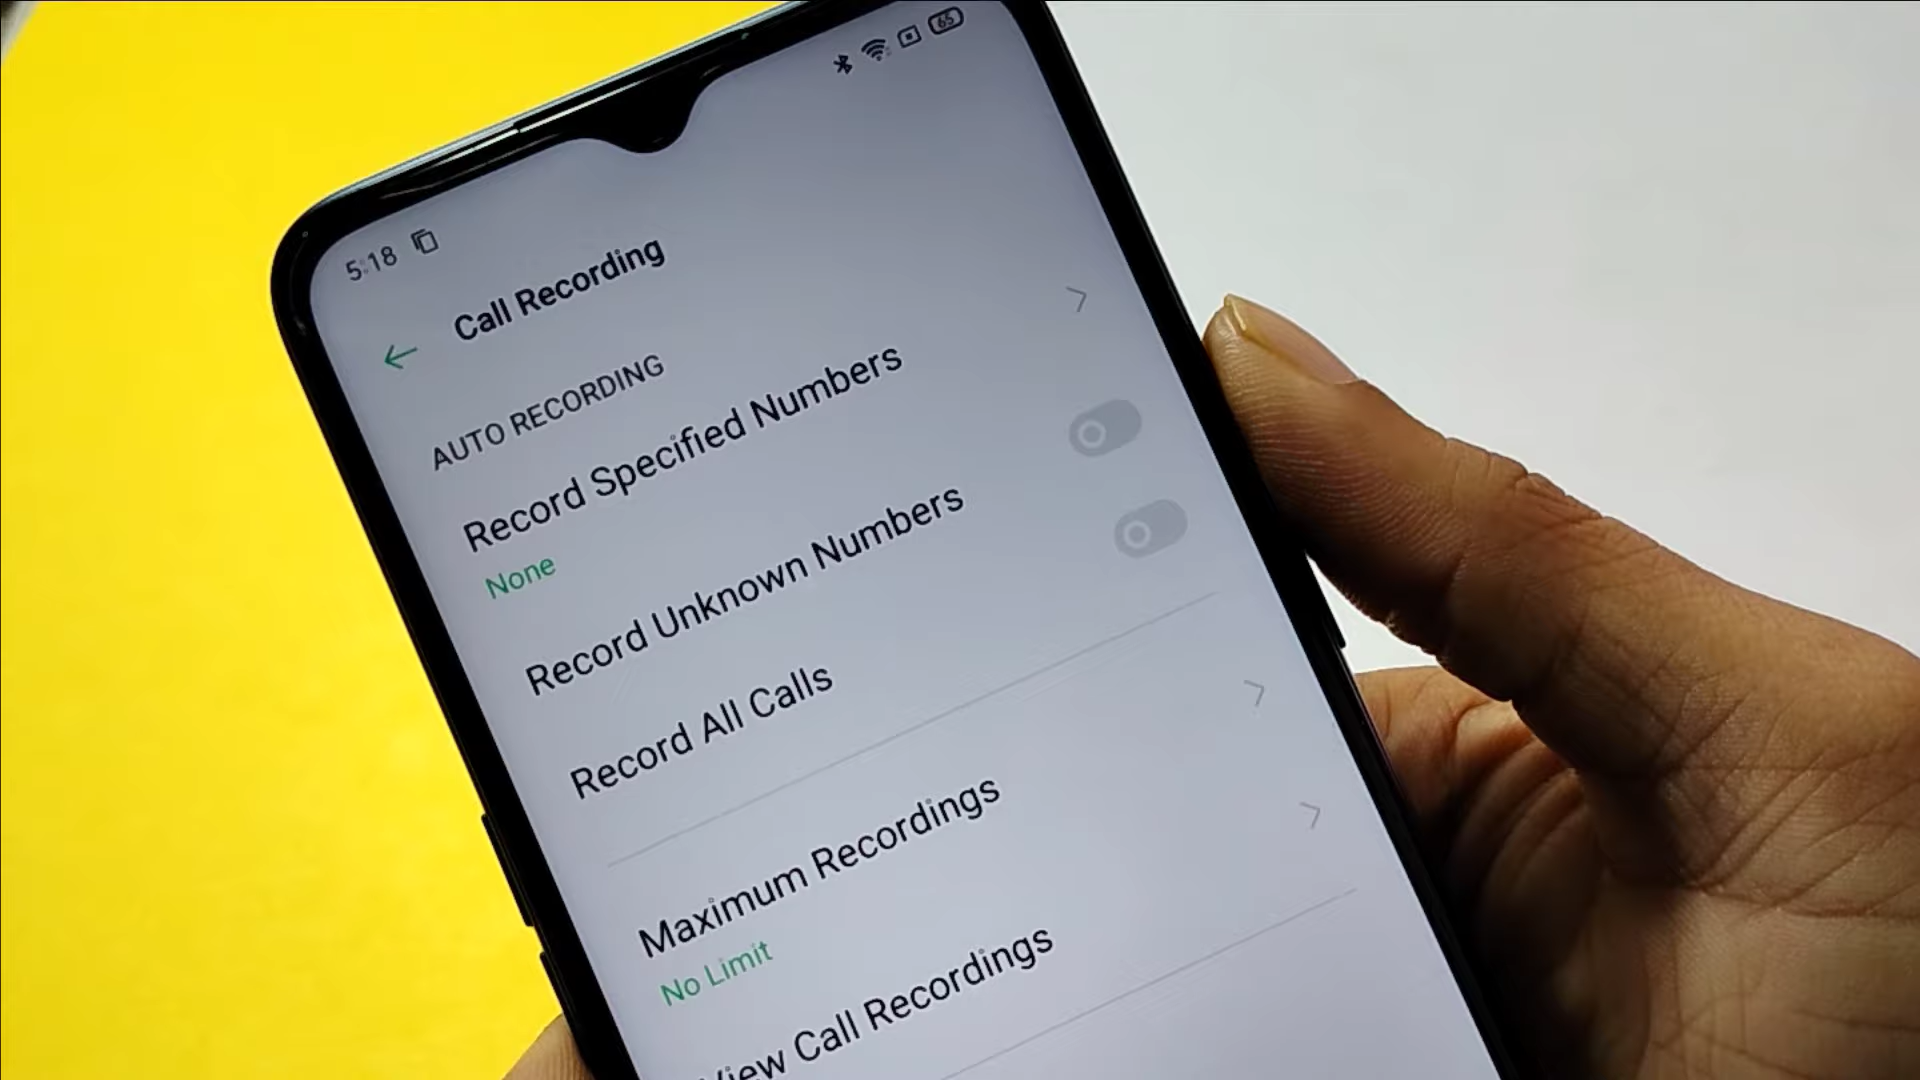 65
5:18
Call Recording
AUTO RECORDING
Record Specified Numbers
None
Record Unknown Numbers
Record All Calls
Maximum Recordings
No Limit
View Call Recordings